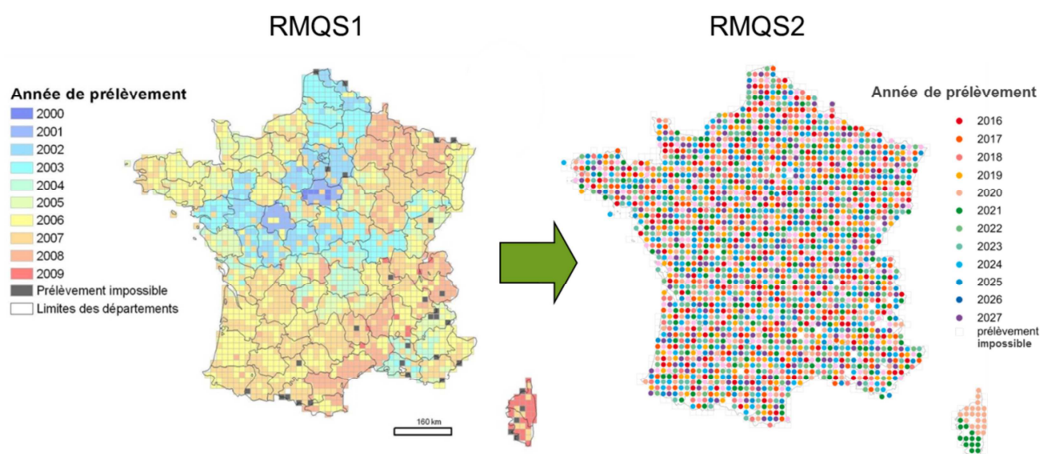 RMQS1
RMQS2
Année de prélèvement
2000
2001
2002
2003
2004
2005
2006
2007
2008
2009
Prélèvement impossible
Limites des départements
160 km
Année de prélèvement
2016
2017
2018
2019
2020
2021
2022
2023
2024
2025
2026
2027
prélèvement
impossible